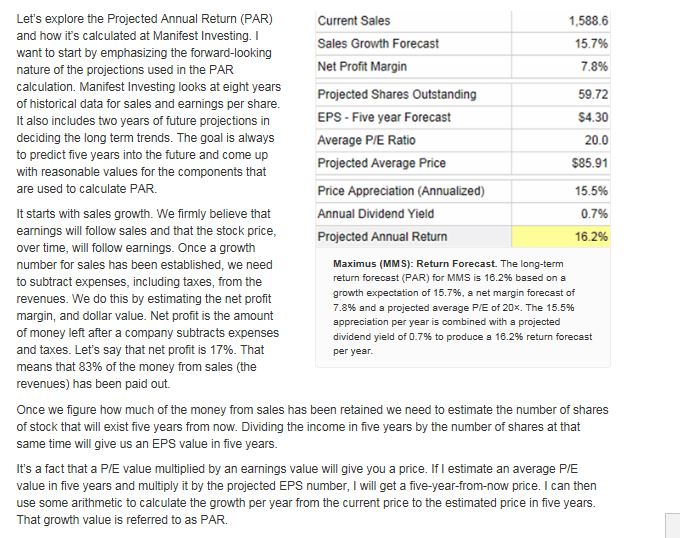 Let's explore the Projected Annual Return (PAR)
and how it's calculated at Manifest Investing. I
want to start by emphasizing the forward-looking
nature of the projections used in the PAR
calculation. Manifest Investing looks at eight years
of historical data for sales and earnings per share.
It also includes two years of future projections in
deciding the long term trends. The goal is always
to predict five years into the future and come up
with reasonable values for the components that
are used to calculate PAR.
It starts with sales growth. We firmly believe that
earnings will follow sales and that the stock price,
over time, will follow earnings. Once a growth
number for sales has been established, we need
to subtract expenses, including taxes, from the
revenues. We do this by estimating the net profit
margin, and dollar value. Net profit is the amount
of money left after a company subtracts expenses
and taxes. Let's say that net profit is 17%. That
means that 83% of the money from sales (the
revenues) has been paid out.
Current Sales 1,588.6
Sales Growth Forecast 15.7%
Net Profit Margin 7.8%
Projected Shares Outstanding 59.72
EPS - Five year Forecast $4.30
Average P/E Ratio 20.0
Projected Average Price $85.91
Price Appreciation (Annualized) 15.5%
Annual Dividend Yield 0.7%
Projected Annual Return 16.2%
Maximus (MMS): Return Forecast. The long-term
return forecast (PAR) for MMS is 16.2% based on a
growth expectation of 15.7%, a net margin forecast of
7.8% and a projected average P/E of 20×. The 15.5%
appreciation per year is combined with a projected
dividend yield of 0.7% to produce a 16.2% return forecast
per year.
Once we figure how much of the money from sales has been retained we need to estimate the number of shares
of stock that will exist five years from now. Dividing the income in five years by the number of shares at that
same time will give us an EPS value in five years.
It's a fact that a P/E value multiplied by an earnings value will give you a price. If I estimate an average P/E
value in five years and multiply it by the projected EPS number, I will get a five-year-from-now price. I can then
use some arithmetic to calculate the growth per year from the current price to the estimated price in five years.
That growth value is referred to as PAR.